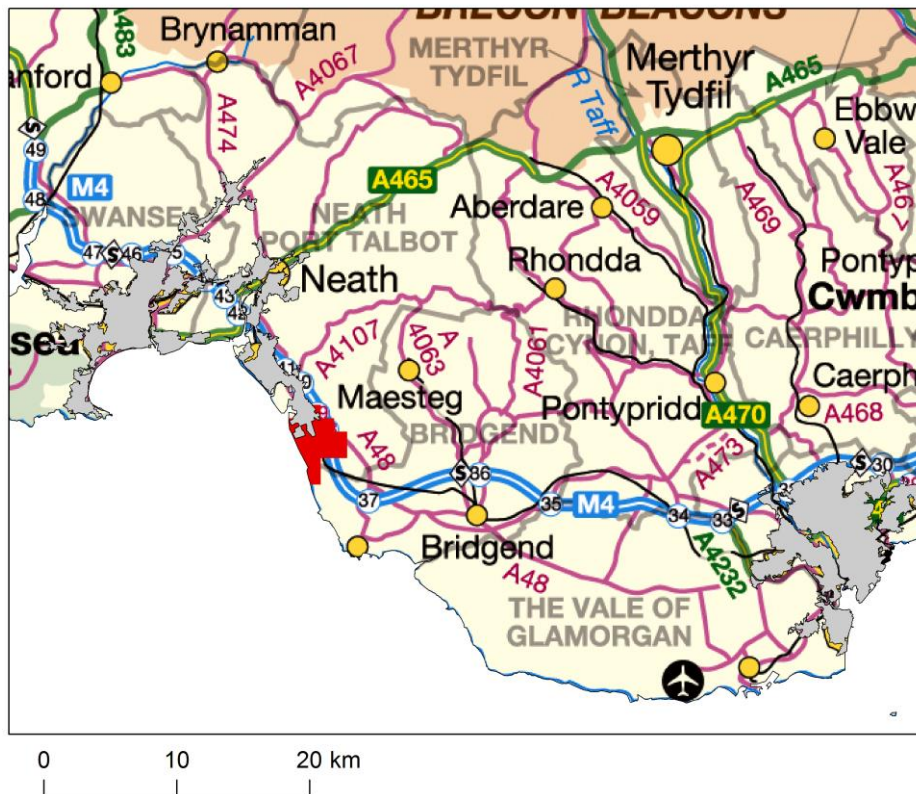 BRECON BEACONS
A483
Brynamman
A4067
MERTHYR
TYDFIL
Merthyr
Tydfil
A465
anford
R Taff
Ebbw
Vale
S
49
A474
A465
M4
48
SWANSEA
NEATH
PORT TALBOT
Aberdare
A4059
A469
A467
47
S
46
5
Rhondda
Pontyp
Neath
43
42
Cwmb
RHONDDA
CYNON, TAFF
CAERPHILLY
sea
A4107
A
4063
A4061
Maesteg
Caerph
Pontypridd
A470
A468
BRIDGEND
A48
A473
S
36
S
30
37
35
M4
34
33
S
Bridgend
A4232
A48
THE VALE OF
GLAMORGAN
0 10 20 km